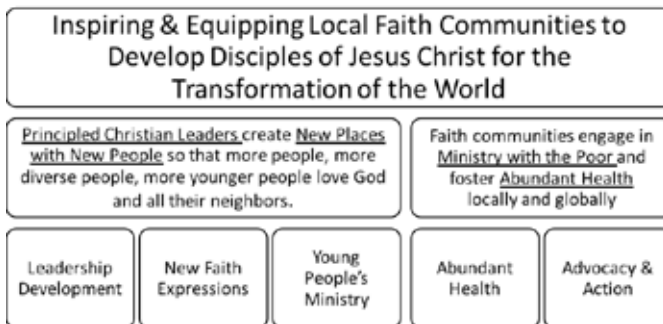 Inspiring & Equipping Local Faith Communities to
Develop Disciples of Jesus Christ for the
Transformation of the World
Principled Christian Leaders create New Places
with New People so that more people, more
diverse people, more younger people love God
and all their neighbors.
Faith communities engage in
Ministry with the Poor and
foster Abundant Health
locally and globally
Leadership
Development
New Faith
Expressions
Young
People's
Ministry
Abundant
Health
Advocacy &
Action